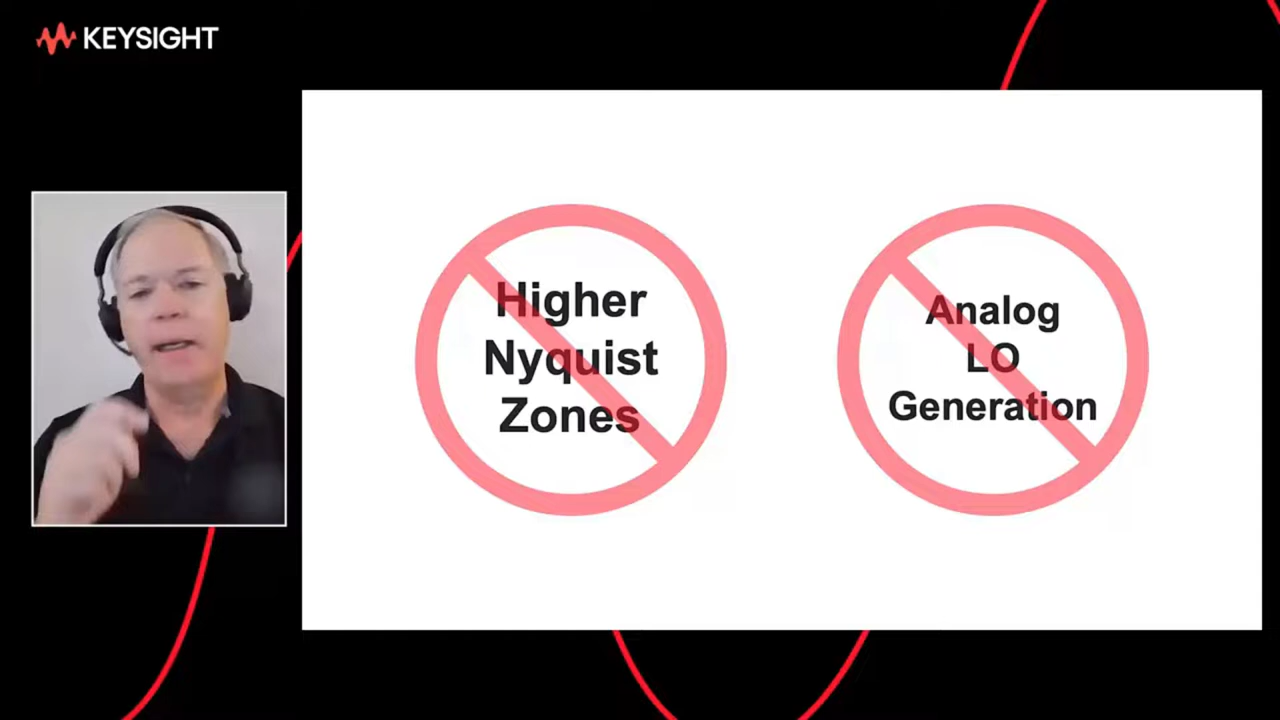 KEYSIGHT
Higher
Nyquist
Zones
Analog
LO
Generation